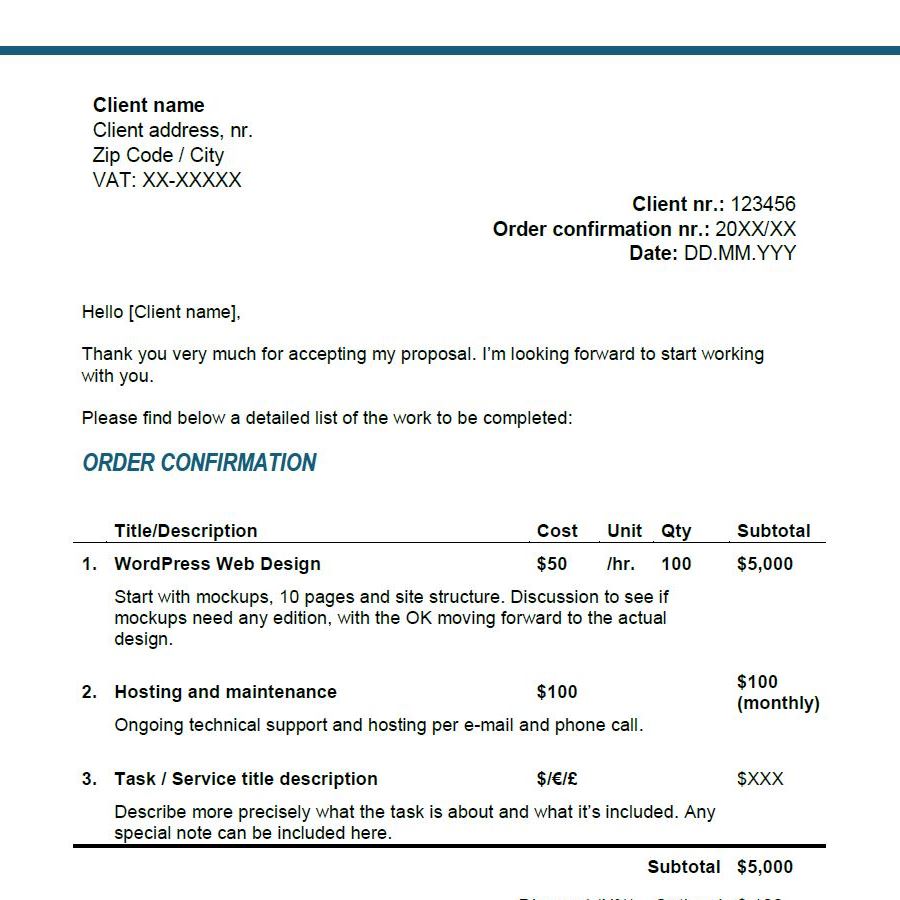 Client name
Client address, nr.
Zip Code / City
VAT: XX-XXXXX
Client nr.: 123456
Order confirmation nr.: 20XX/XX
Date: DD.MM.YYY
Hello [Client name],
Thank you very much for accepting my proposal. I’m looking forward to start working
with you.
Please find below a detailed list of the work to be completed:
ORDER CONFIRMATION
Title/Description Cost Unit Qty Subtotal
1. WordPress Web Design $50 /hr. 100 $5,000
Start with mockups, 10 pages and site structure. Discussion to see if
mockups need any edition, with the OK moving forward to the actual
design.
2. Hosting and maintenance $100 $100
(monthly)
Ongoing technical support and hosting per e-mail and phone call.
3. Task / Service title description $/€/£ $XXX
Describe more precisely what the task is about and what it’s included. Any
special note can be included here.
Subtotal $5,000